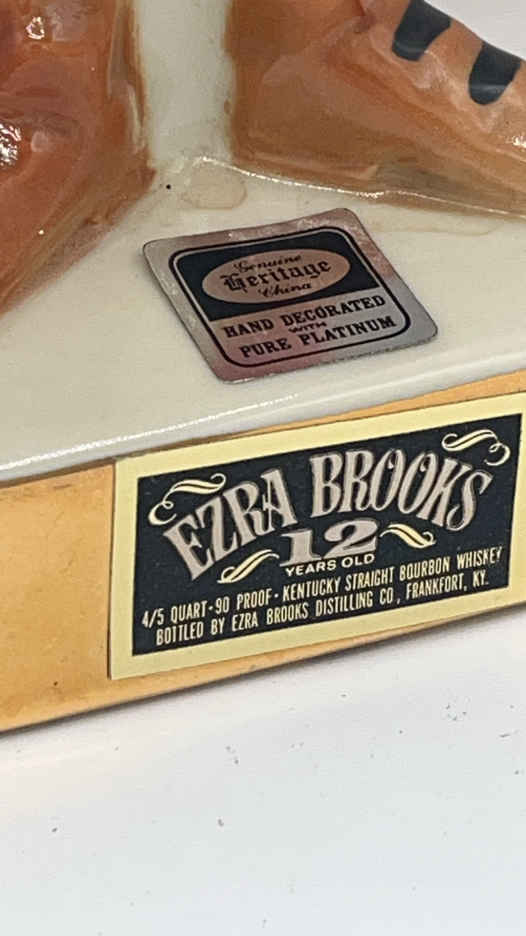 Genuine
Heritage
China
HAND DECORATED
WITH
PURE PLATINUM
EZRA BROOKS
12
YEARS OLD
4/5 QUART · 90 PROOF · KENTUCKY STRAIGHT BOURBON WHISKEY
BOTTLED BY EZRA BROOKS DISTILLING CO., FRANKFORT, KY.